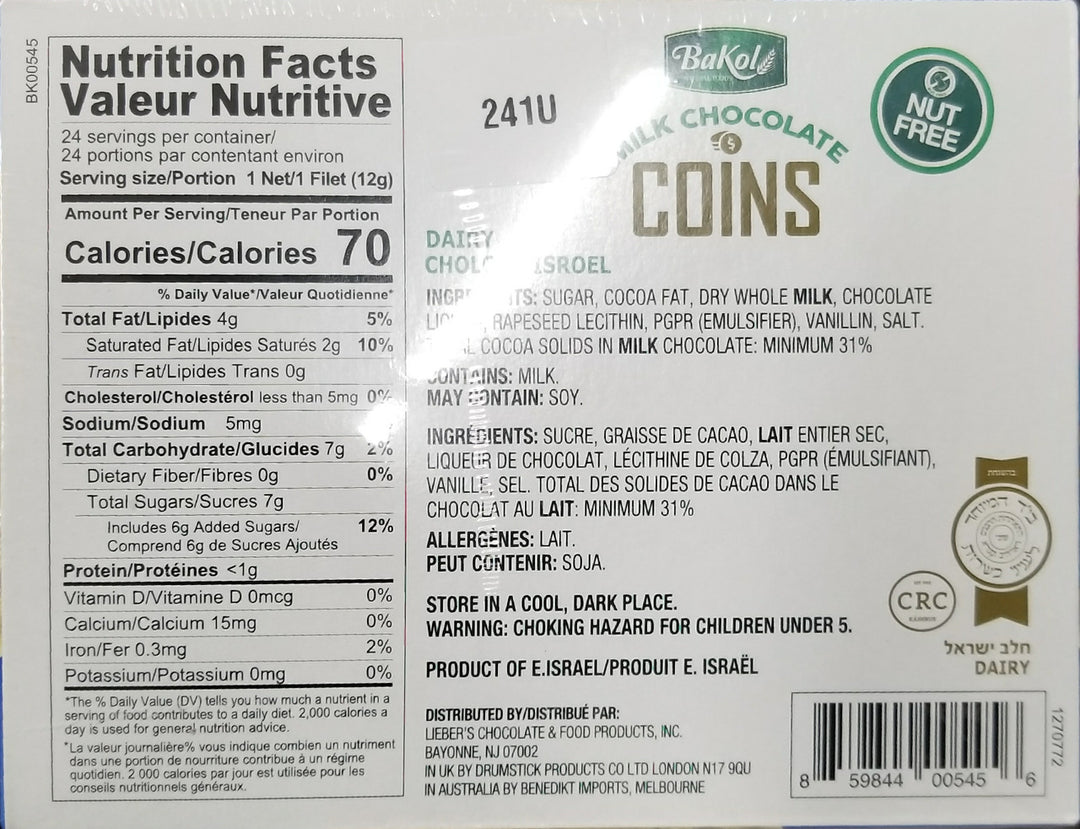 BK00545
Nutrition Facts
Valeur Nutritive
24 servings per container/
24 portions par contentant environ
Serving size/Portion 1 Net/1 Filet (12g)
Amount Per Serving/Teneur Par Portion
Calories/Calories 70
% Daily Value*/Valeur Quotidienne*
Total Fat/Lipides 4g 5%
Saturated Fat/Lipides Saturés 2g 10%
Trans Fat/Lipides Trans 0g
Cholesterol/Cholestérol less than 5mg 0%
Sodium/Sodium 5mg
Total Carbohydrate/Glucides 7g 2%
Dietary Fiber/Fibres 0g 0%
Total Sugars/Sucres 7g
Includes 6g Added Sugars/ 12%
Comprend 6g de Sucres Ajoutés
Protein/Protéines <1g
Vitamin D/Vitamine D 0mcg 0%
Calcium/Calcium 15mg 0%
Iron/Fer 0.3mg 2%
Potassium/Potassium 0mg 0%
*The % Daily Value (DV) tells you how much a nutrient in a
serving of food contributes to a daily diet. 2,000 calories a
day is used for general nutrition advice.
*La valeur journalière% vous indique combien un nutriment
dans une portion de nourriture contribue à un régime
quotidien. 2 000 calories par jour est utilisée pour les
conseils nutritionnels généraux.
241U
BaKol
MILK CHOCOLATE
COINS
NUT
FREE
DAIRY
ISROEL
SUGAR, COCOA FAT, DRY WHOLE MILK, CHOCOLATE
RAPESEED LECITHIN, PGPR (EMULSIFIER), VANILLIN, SALT.
COCOA SOLIDS IN MILK CHOCOLATE: MINIMUM 31%
CONTAINS: MILK.
MAY CONTAIN: SOY.
INGRÉDIENTS: SUCRE, GRAISSE DE CACAO, LAIT ENTIER SEC,
LIQUEUR DE CHOCOLAT, LÉCITHINE DE COLZA, PGPR (ÉMULSIFIANT),
SEL. TOTAL DES SOLIDES DE CACAO DANS LE
CHOCOLAT AU LAIT: MINIMUM 31%
ALLERGÈNES: LAIT.
PEUT CONTENIR: SOJA.
STORE IN A COOL, DARK PLACE.
WARNING: CHOKING HAZARD FOR CHILDREN UNDER 5.
PRODUCT OF E.ISRAEL/PRODUIT E. ISRAËL
DISTRIBUTED BY/DISTRIBUÉ PAR:
LIEBER'S CHOCOLATE & FOOD PRODUCTS, INC.
BAYONNE, NJ 07002
IN UK BY DRUMSTICK PRODUCTS CO LTD LONDON N17 9QU
IN AUSTRALIA BY BENEDIKT IMPORTS, MELBOURNE
בהשגחת
ב"ד המיוחד
לעניני כשרות
CRC
חלב ישראל
DAIRY
8 59844 00545 6
1270772